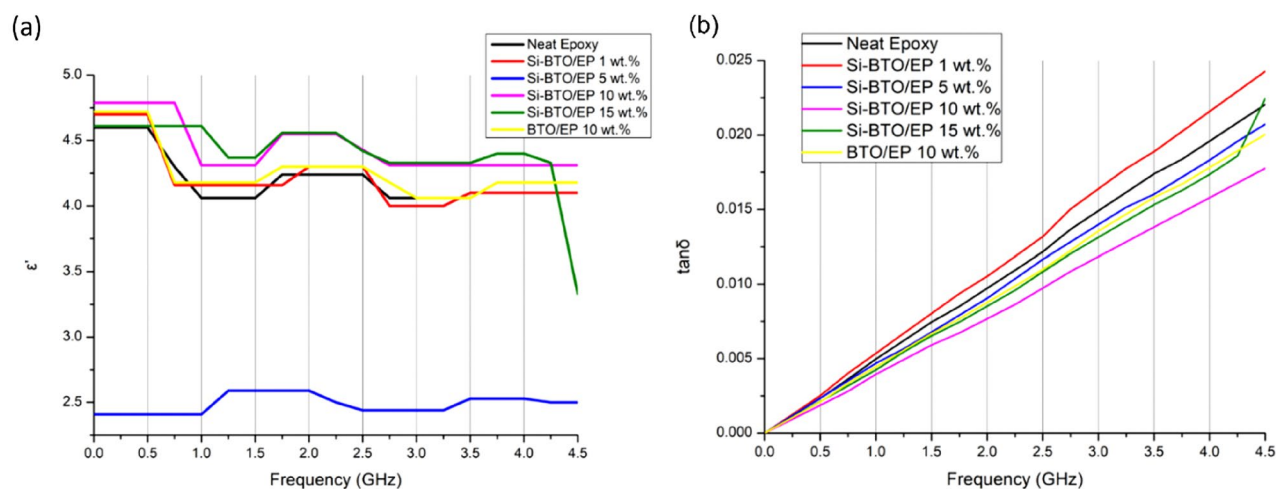 (a)
Neat Epoxy
Si-BTO/EP 1 wt.%
Si-BTO/EP 5 wt.%
Si-BTO/EP 10 wt.%
Si-BTO/EP 15 wt.%
BTO/EP 10 wt.%
5.0
4.5
4.0
3.5
3.0
2.5
ε'
0.0 0.5 1.0 1.5 2.0 2.5 3.0 3.5 4.0 4.5
Frequency (GHz)
(b)
Neat Epoxy
Si-BTO/EP 1 wt.%
Si-BTO/EP 5 wt.%
Si-BTO/EP 10 wt.%
Si-BTO/EP 15 wt.%
BTO/EP 10 wt.%
0.025
0.020
0.015
0.010
0.005
0.000
tanδ
0.0 0.5 1.0 1.5 2.0 2.5 3.0 3.5 4.0 4.5
Frequency (GHz)